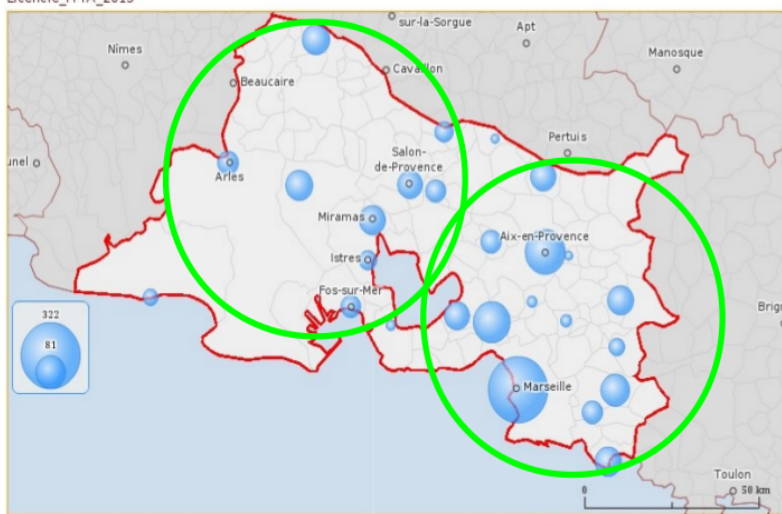 sur-la-Sorgue
Apt
Nîmes
Manosque
Cavaillon
Beaucaire
Pertuis
Salon-
de-Provence
Arles
Miramas
Aix-en-Provence
Istres
Fos-sur-Mer
322
81
Marseille
Toulon
0
50 km